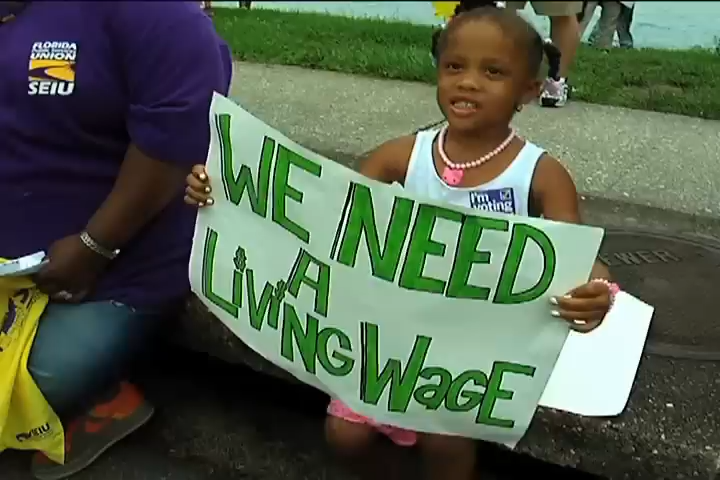 FLORIDA
PUBLIC SERVICES
UNION
SEIU
I'm
voting
WE NEED
A
LiViNG WAGE
SEWER
SEIU